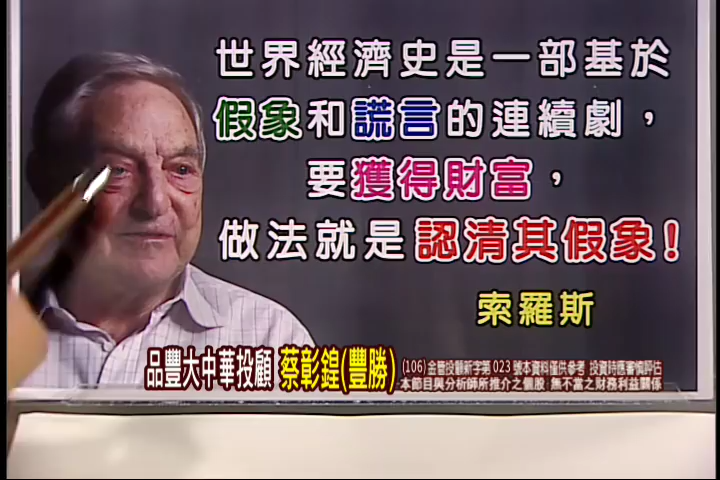 世界經濟史是一部基於
假象和謊言的連續劇，
要獲得財富，
做法就是認清其假象！
索羅斯
品豐大中華投顧 蔡彰鍠(豐勝)
(106)金管投顧新字第023號本資料僅供參考 投資時應審慎評估
本節目與分析師所推介之個股 無不當之財務利益關係